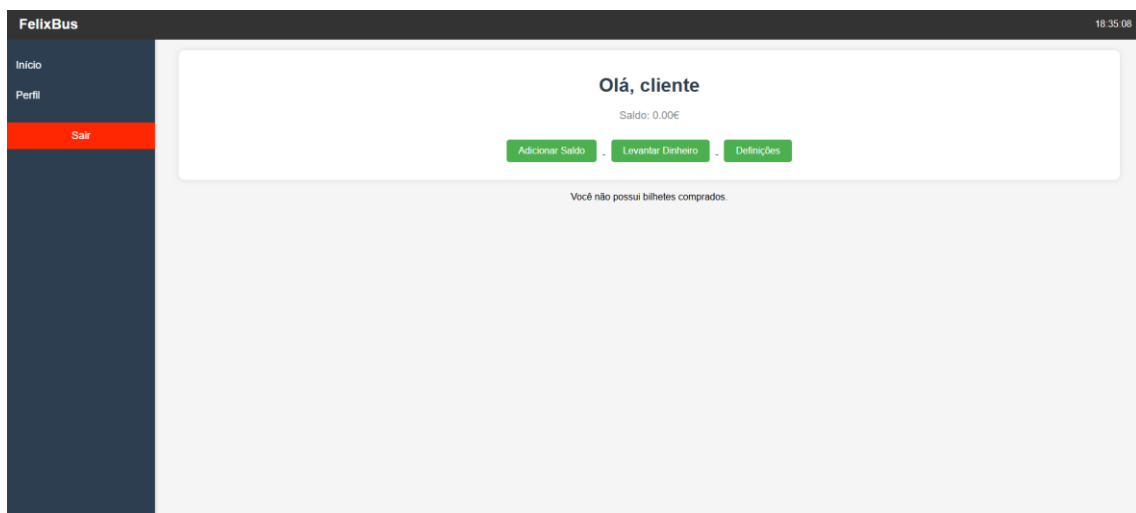 FelixBus
18:35:08
Início
Perfil
Sair
Olá, cliente
Saldo: 0.00€
Adicionar Saldo - Levantar Dinheiro - Definições
Você não possui bilhetes comprados.